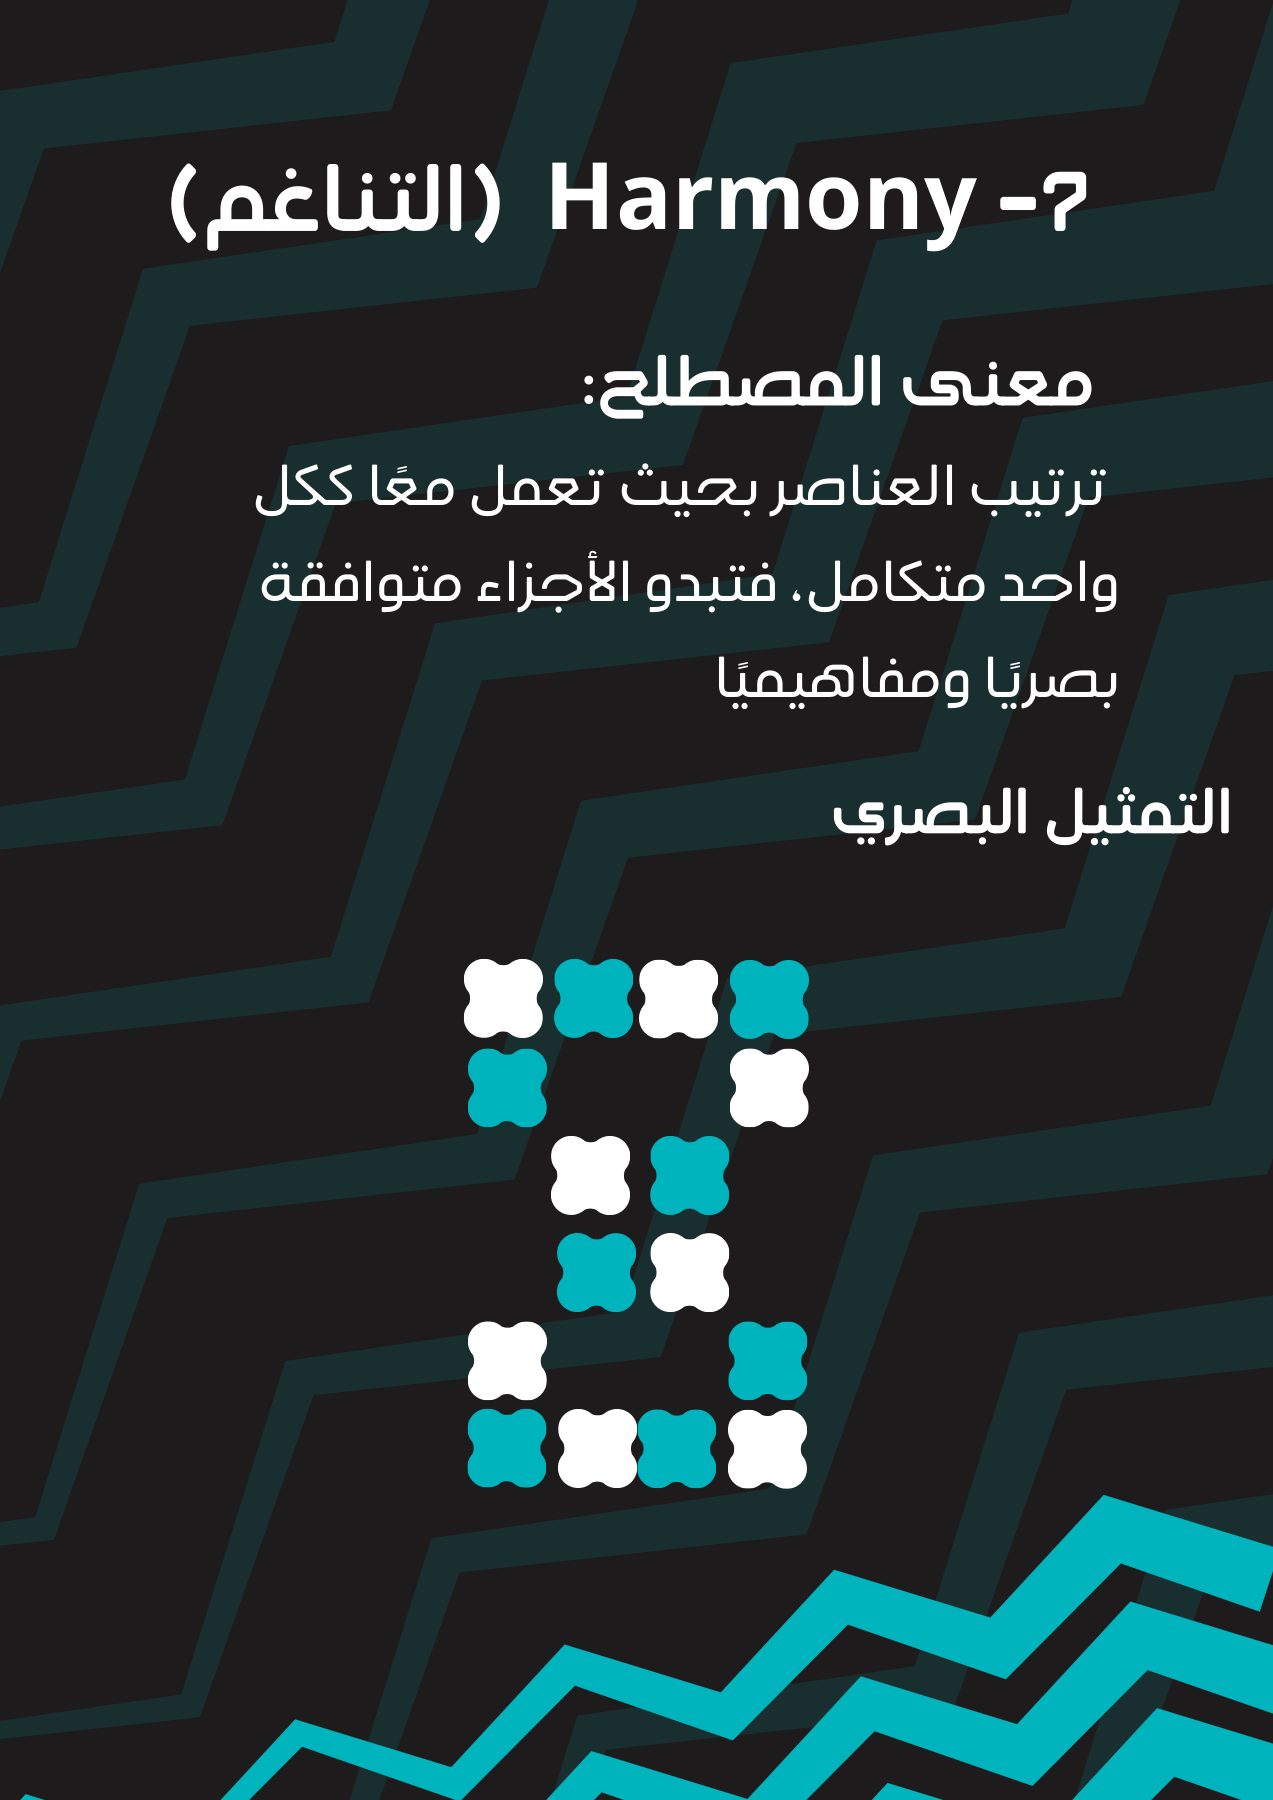 7- Harmony (التناغم)
معنى المصطلح:
ترتيب العناصر بحيث تعمل معًا ككل
واحد متكامل، فتبدو الأجزاء متوافقة
بصريًا ومفاهيميًا
التمثيل البصري